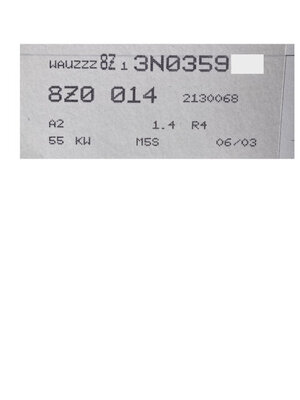 WAUZZZ 8Z 1 3N0359
8Z0 014 2130068
A2 1.4 R4
55 KW M5S 06/03